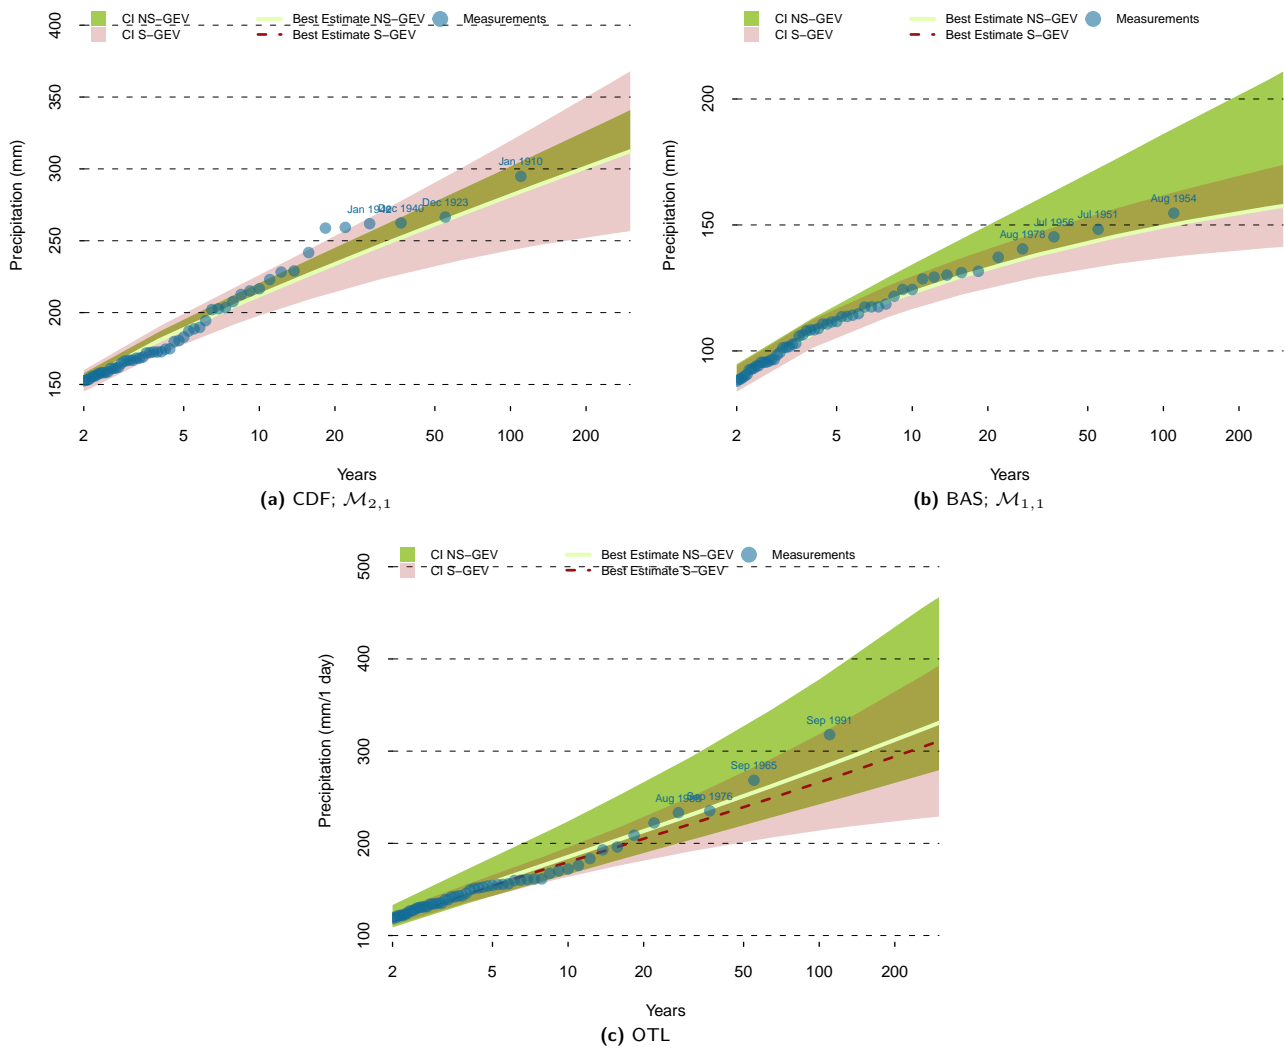 CI NS−GEV Best Estimate NS−GEV Measurements
CI S−GEV Best Estimate S−GEV
Precipitation (mm)
400
350
300
250
200
150
Jan 1910
Dec 1923
Dec 1940
Jan 1949
2 5 10 20 50 100 200
Years
(a) CDF; M2,1
CI NS−GEV Best Estimate NS−GEV Measurements
CI S−GEV Best Estimate S−GEV
Precipitation (mm)
200
150
100
Aug 1954
Jul 1951
Jul 1956
Aug 1978
2 5 10 20 50 100 200
Years
(b) BAS; M1,1
CI NS−GEV Best Estimate NS−GEV Measurements
CI S−GEV Best Estimate S−GEV
Precipitation (mm/1 day)
500
400
300
200
100
Sep 1991
Sep 1965
Sep 1976
Aug
2 5 10 20 50 100 200
Years
(c) OTL